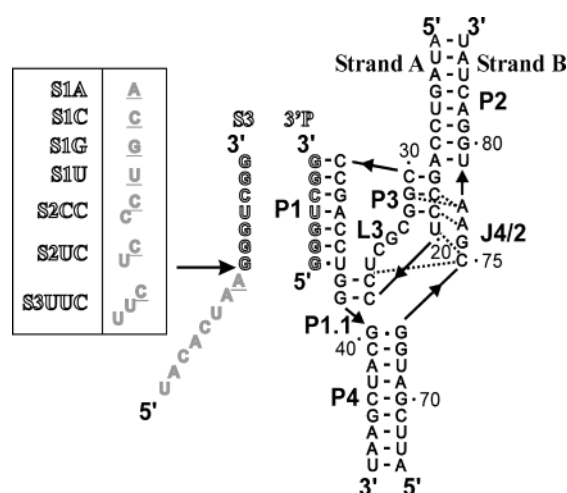 5' 3'
Strand A Strand B
A-U
U-A
A-U
G-C
U-A
C-G
C-G
A-U
P2
·80
S1A A
S1C C
S1G G
S1U U
S2CC CC
S2UC UC
S3UUC UUC
S3 3'P
3' 3'
G G-C
G G-C
C C-G
U U-A
G G-C
G G-C
G G·U
P1
5'
A
A
U
C
A
C
A
U
5'
30
C-G
G-C
G-C
U
P3
L3
C
G
C
U
C
C
G
G
20
A
A
G
C
·75
J4/2
P1.1
40·
G G
C-G
A-U
U-A
C-G
G-C
A-U
A-U
U-A
P4
·70
3' 5'